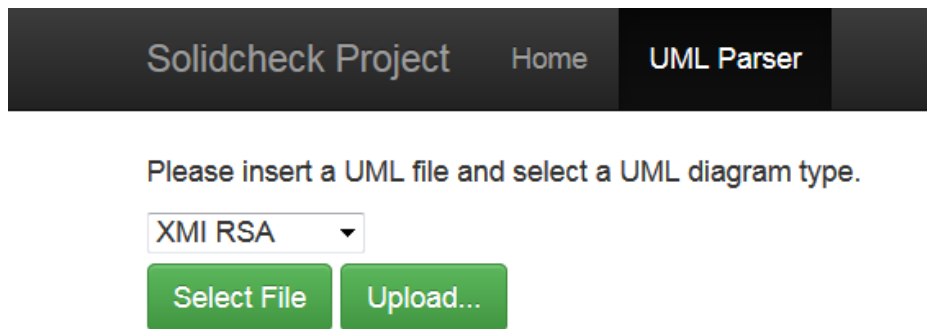 Solidcheck Project Home UML Parser
Please insert a UML file and select a UML diagram type.
XMI RSA
Select File Upload...